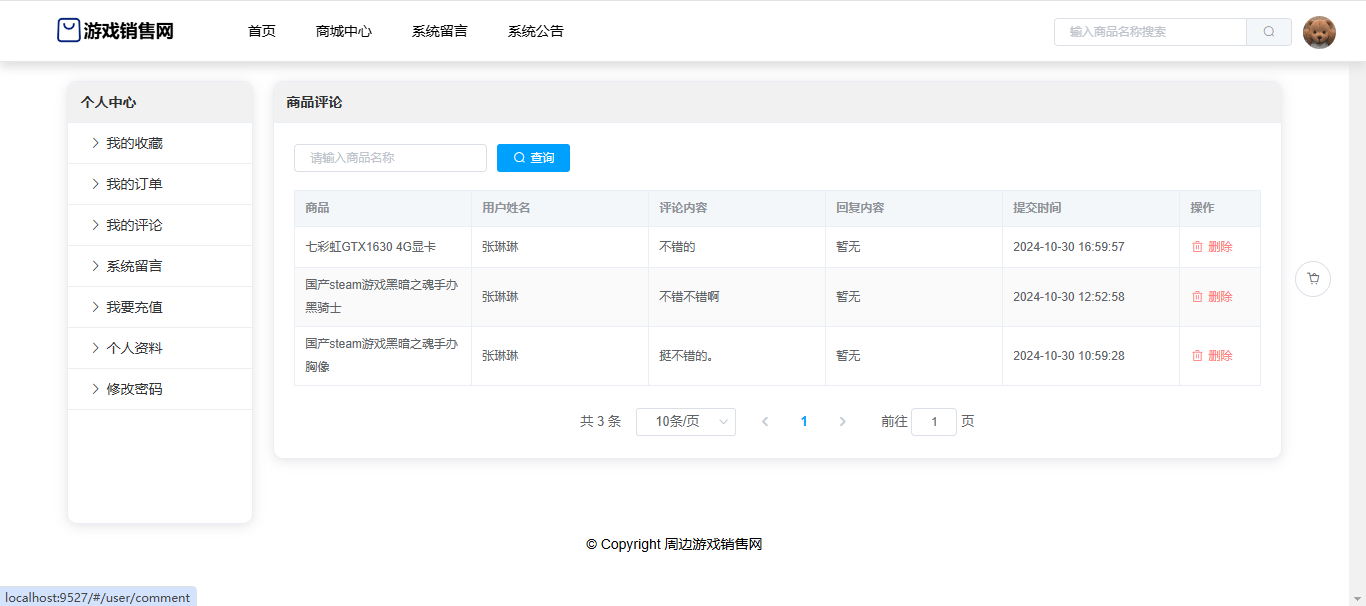 游戏销售网 首页 商城中心 系统留言 系统公告 输入商品名称搜索
个人中心
我的收藏
我的订单
我的评论
系统留言
我要充值
个人资料
修改密码
商品评论
请输入商品名称 查询
商品 用户姓名 评论内容 回复内容 提交时间 操作
七彩虹GTX1630 4G显卡 张琳琳 不错的 暂无 2024-10-30 16:59:57 删除
国产steam游戏黑暗之魂手办
黑骑士 张琳琳 不错不错啊 暂无 2024-10-30 12:52:58 删除
国产steam游戏黑暗之魂手办
胸像 张琳琳 挺不错的。 暂无 2024-10-30 10:59:28 删除
共 3 条 10条/页 1 前往 1 页
© Copyright 周边游戏销售网
localhost:9527/#/user/comment